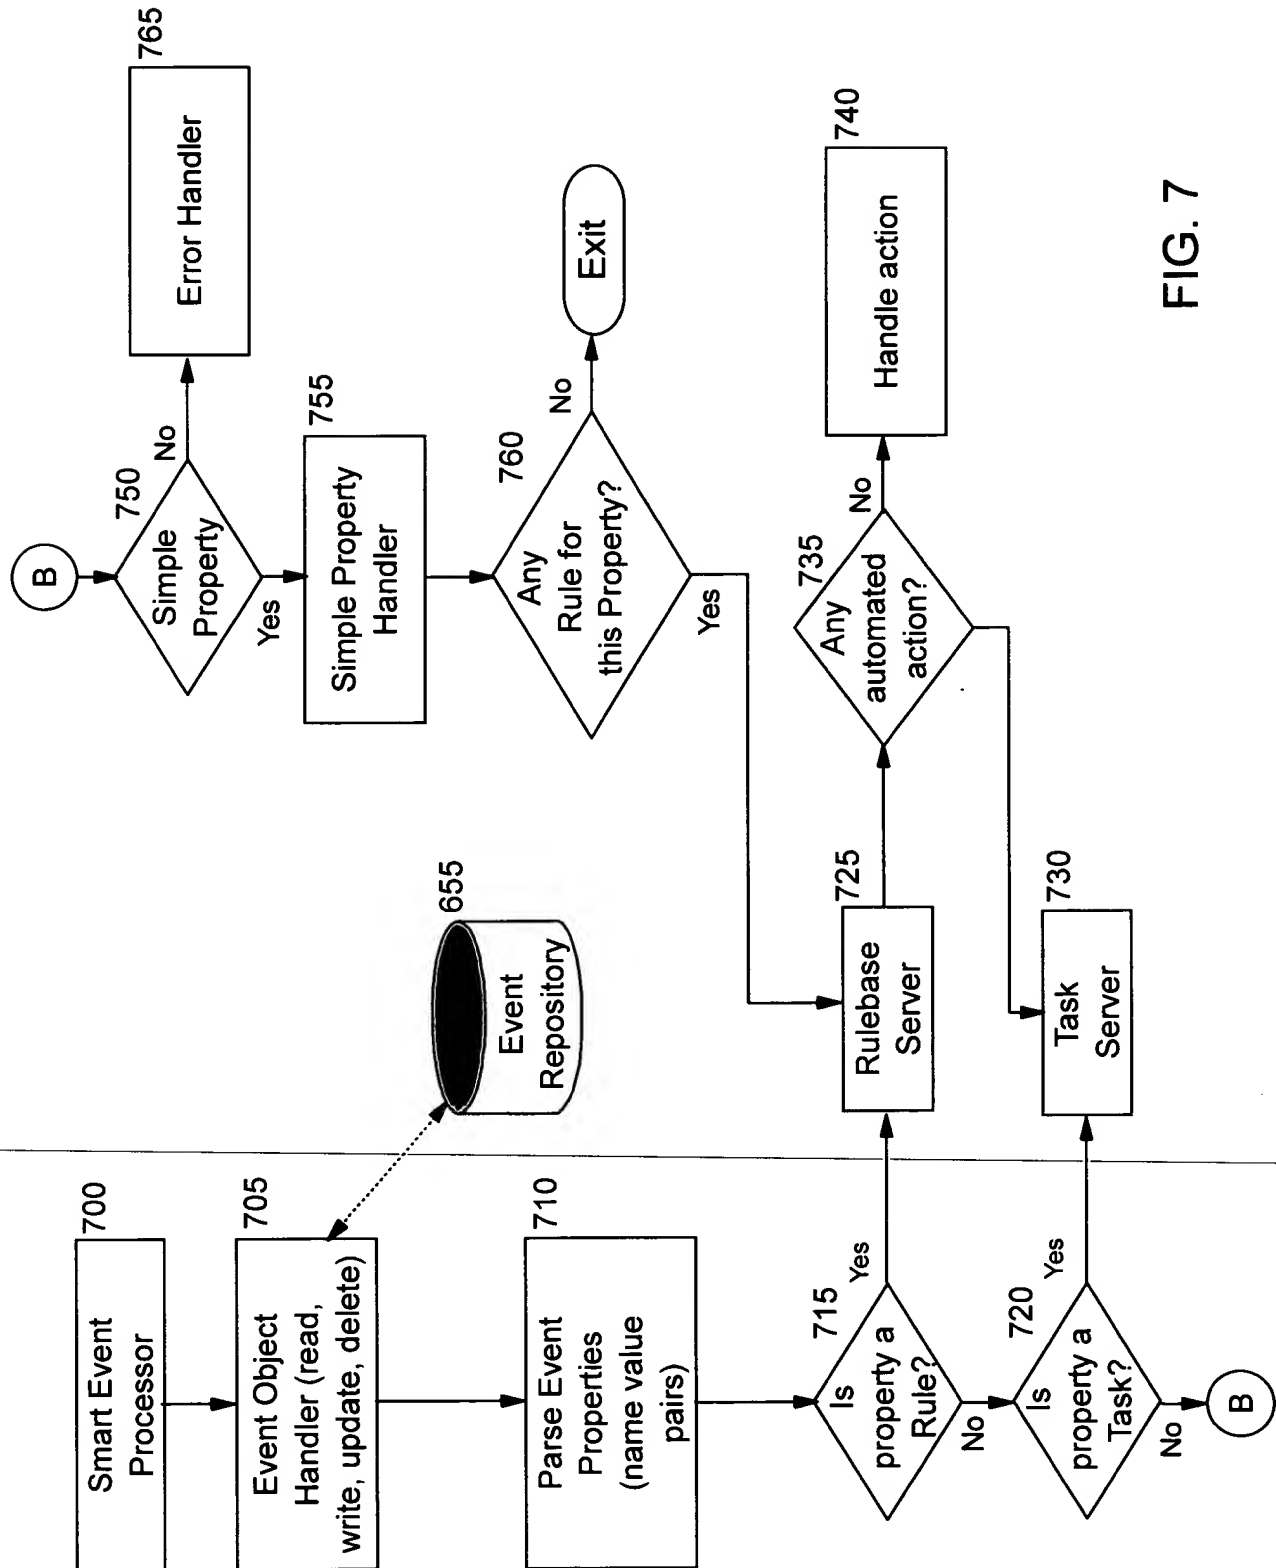 700
Smart Event
Processor
705
Event Object
Handler (read,
write, update, delete)
710
Parse Event
Properties
(name value
pairs)
715
Is
property a
Rule?
Yes
No
720
Is
property a
Task?
Yes
No
B
655
Event
Repository
725
Rulebase
Server
730
Task
Server
B
750
Simple
Property
No
Yes
765
Error Handler
755
Simple Property
Handler
760
Any
Rule for
this Property?
No
Yes
Exit
735
Any
automated
action?
No
740
Handle action
FIG. 7